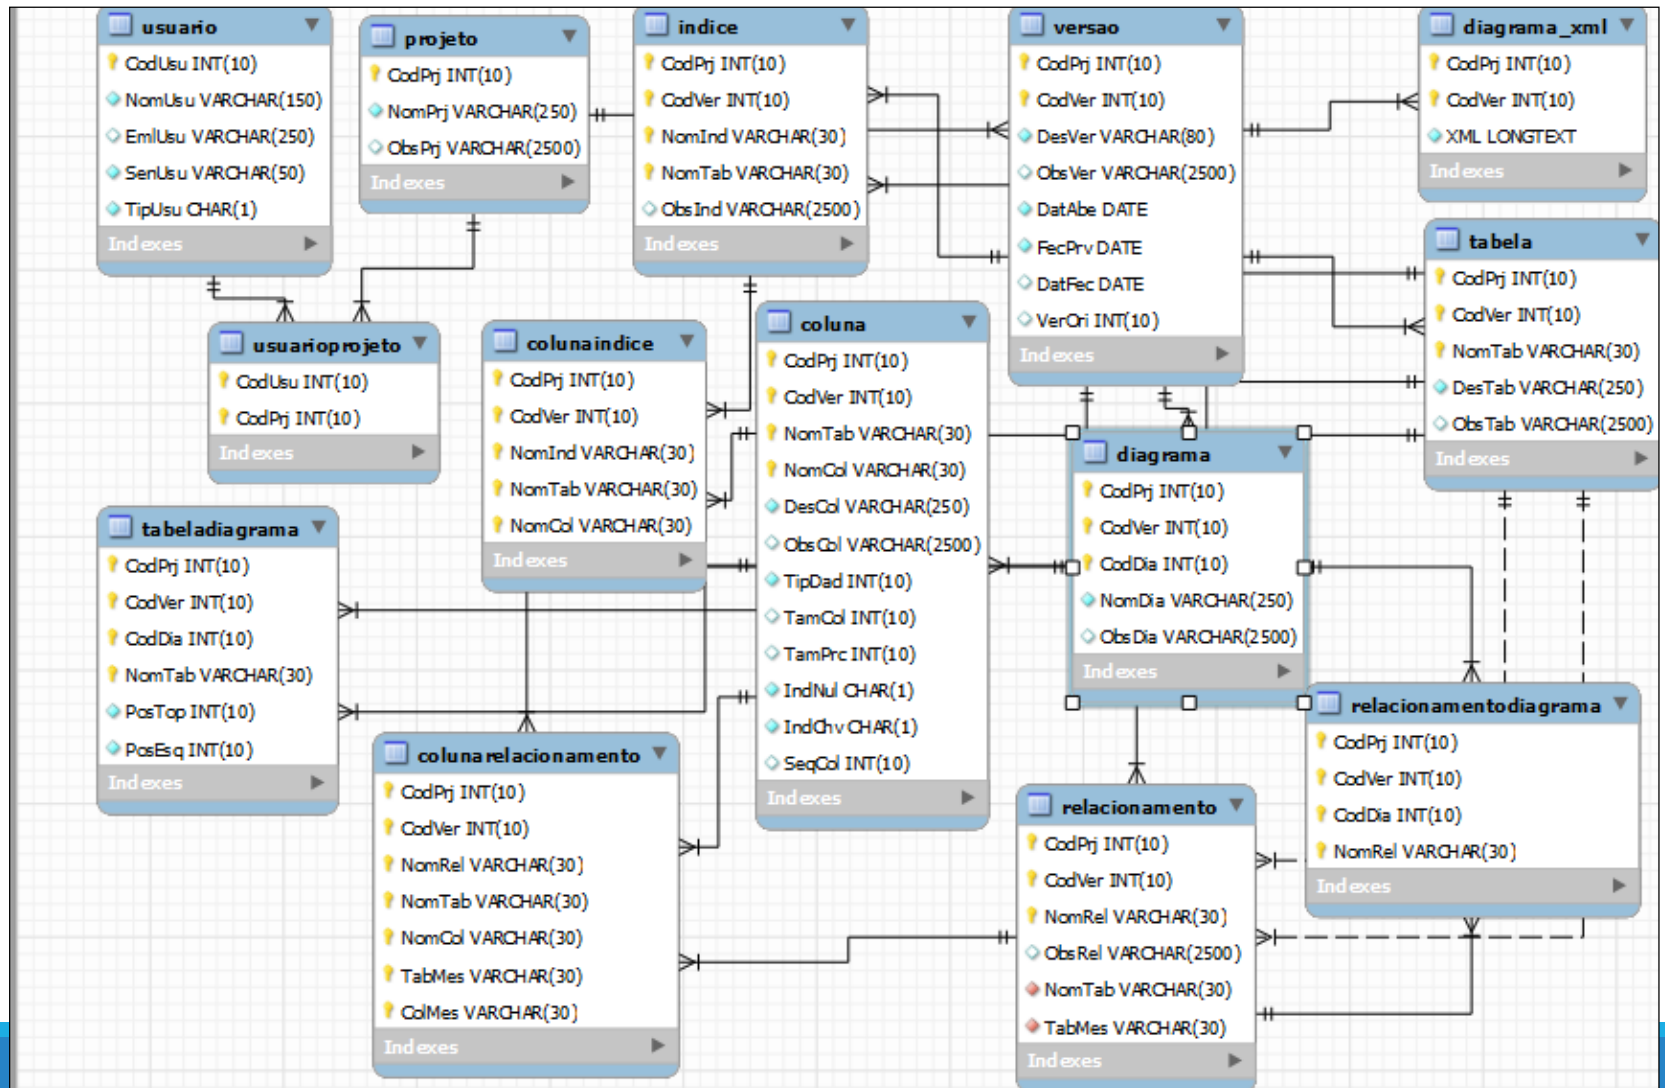 usuario
CodUsu INT(10)
NomUsu VARCHAR(150)
EmlUsu VARCHAR(250)
SenUsu VARCHAR(50)
TipUsu CHAR(1)
Indexes
projeto
CodPrj INT(10)
NomPrj VARCHAR(250)
ObsPrj VARCHAR(2500)
Indexes
indice
CodPrj INT(10)
CodVer INT(10)
NomInd VARCHAR(30)
NomTab VARCHAR(30)
ObsInd VARCHAR(2500)
Indexes
versao
CodPrj INT(10)
CodVer INT(10)
DesVer VARCHAR(80)
ObsVer VARCHAR(2500)
DatAbe DATE
FecPrv DATE
DatFec DATE
VerOri INT(10)
Indexes
diagrama_xml
CodPrj INT(10)
CodVer INT(10)
XML LONGTEXT
Indexes
tabela
CodPrj INT(10)
CodVer INT(10)
NomTab VARCHAR(30)
DesTab VARCHAR(250)
ObsTab VARCHAR(2500)
Indexes
usuarioprojeto
CodUsu INT(10)
CodPrj INT(10)
Indexes
colunaindice
CodPrj INT(10)
CodVer INT(10)
NomInd VARCHAR(30)
NomTab VARCHAR(30)
NomCol VARCHAR(30)
Indexes
coluna
CodPrj INT(10)
CodVer INT(10)
NomTab VARCHAR(30)
NomCol VARCHAR(30)
DesCol VARCHAR(250)
ObsCol VARCHAR(2500)
TipDad INT(10)
TamCol INT(10)
TamPrc INT(10)
IndNul CHAR(1)
IndChv CHAR(1)
SeqCol INT(10)
Indexes
diagrama
CodPrj INT(10)
CodVer INT(10)
CodDia INT(10)
NomDia VARCHAR(250)
ObsDia VARCHAR(2500)
Indexes
tabeladiagrama
CodPrj INT(10)
CodVer INT(10)
CodDia INT(10)
NomTab VARCHAR(30)
PosTop INT(10)
PosEsq INT(10)
Indexes
colunarelacionamento
CodPrj INT(10)
CodVer INT(10)
NomRel VARCHAR(30)
NomTab VARCHAR(30)
NomCol VARCHAR(30)
TabMes VARCHAR(30)
ColMes VARCHAR(30)
Indexes
relacionamento
CodPrj INT(10)
CodVer INT(10)
NomRel VARCHAR(30)
ObsRel VARCHAR(2500)
NomTab VARCHAR(30)
TabMes VARCHAR(30)
Indexes
relacionamentodiagrama
CodPrj INT(10)
CodVer INT(10)
CodDia INT(10)
NomRel VARCHAR(30)
Indexes